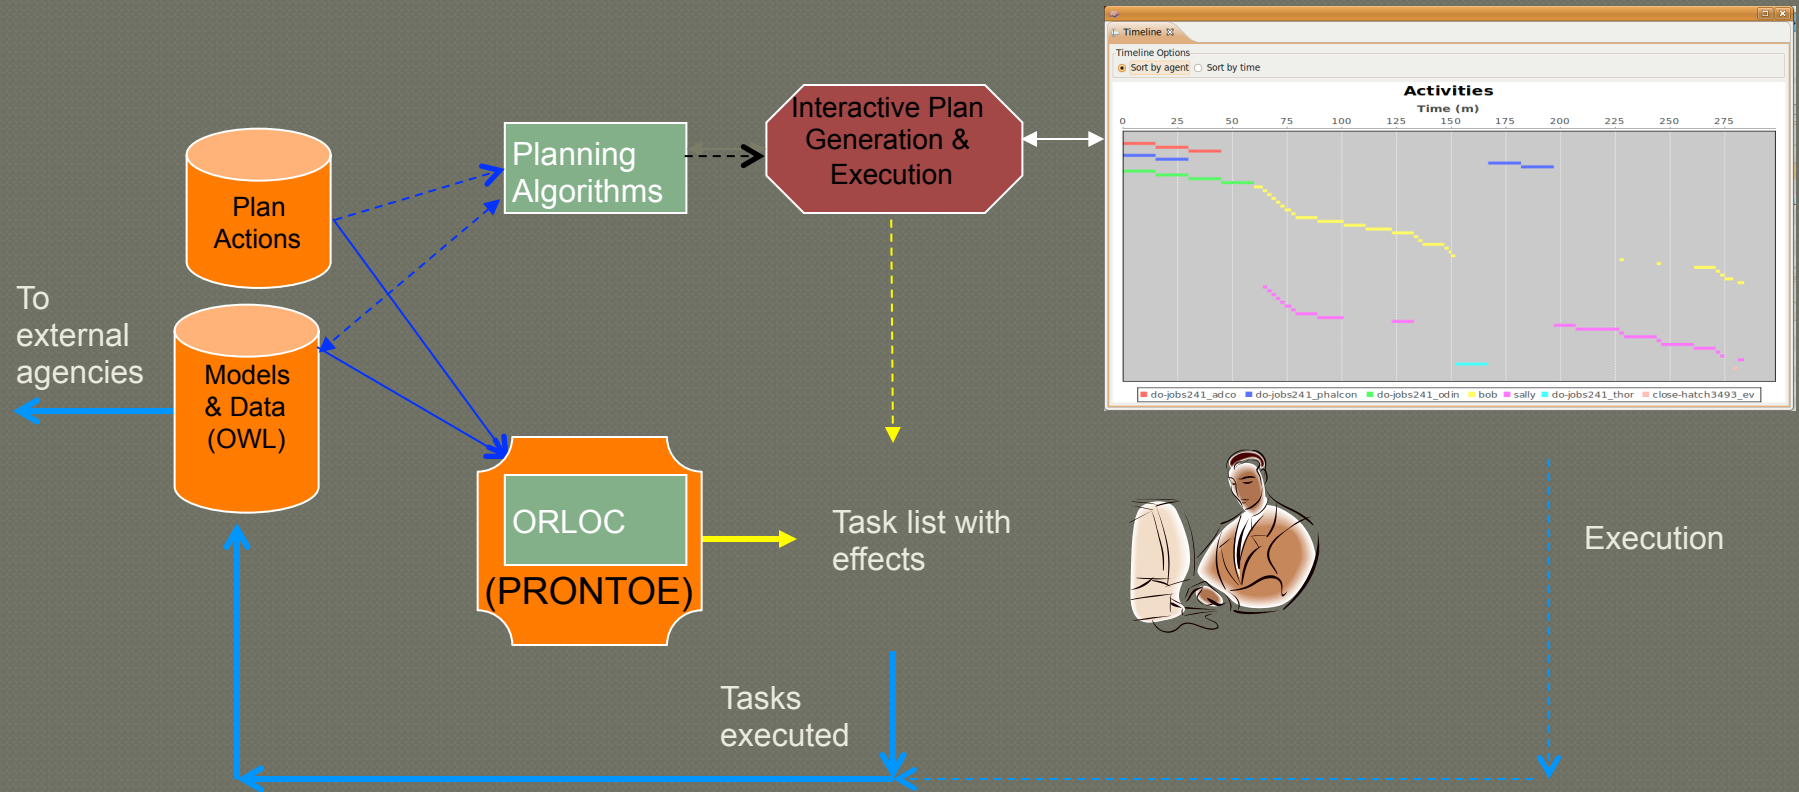 Timeline
Timeline Options
Sort by agent Sort by time
Activities
Time (m)
0 25 50 75 100 125 150 175 200 225 250 275
do-jobs241_adco do-jobs241_phalcon do-jobs241_odin bob sally do-jobs241_thor close-hatch3493_ev
Interactive Plan
Generation &
Execution
Planning
Algorithms
Plan
Actions
To
external
agencies
Models
& Data
(OWL)
ORLOC
(PRONTOE)
Task list with
effects
Execution
Tasks
executed